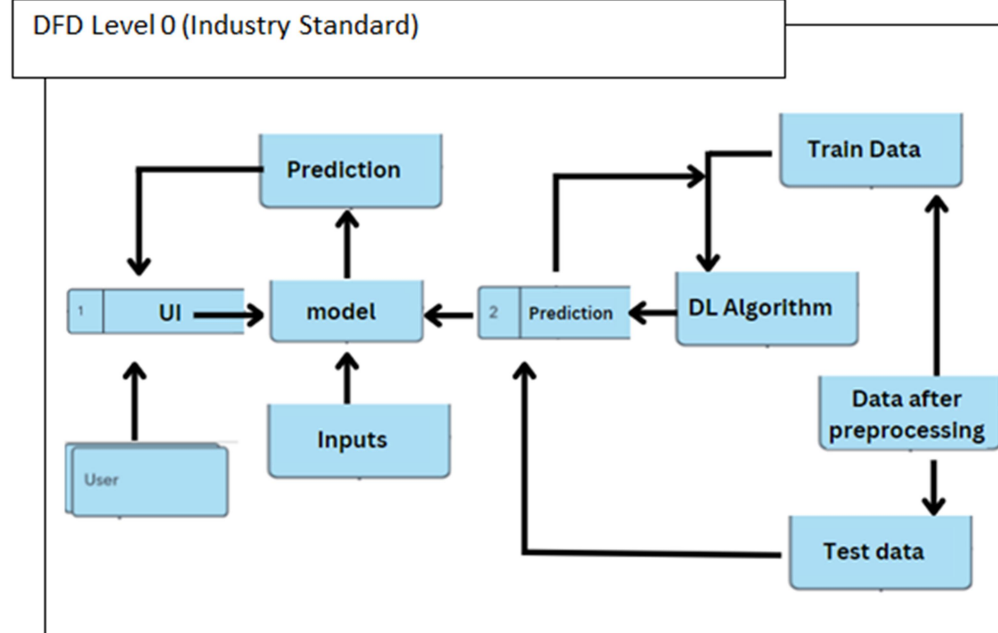 DFD Level 0 (Industry Standard)
Prediction
Train Data
1
UI
model
2
Prediction
DL Algorithm
Data after
preprocessing
Inputs
User
Test data